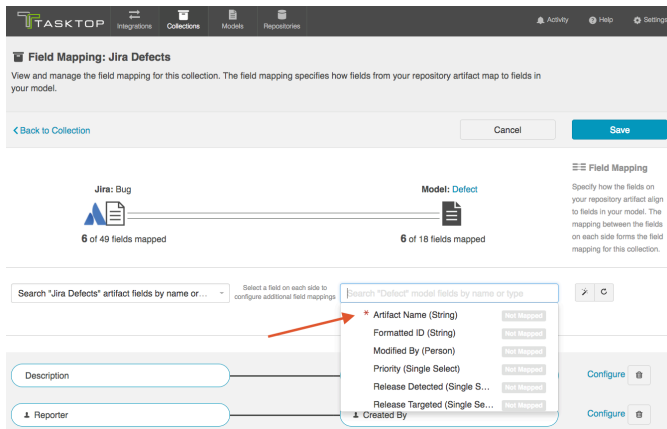 TASKTOP
Integrations
Collections
Models
Repositories
Activity
Help
Settings
Field Mapping: Jira Defects
View and manage the field mapping for this collection. The field mapping specifies how fields from your repository artifact map to fields in
your model.
Back to Collection
Cancel
Save
Field Mapping
Specify how the fields on
your repository artifact align
to fields in your model. The
mapping between the fields
on each side forms the field
mapping for this collection.
Jira: Bug
Model: Defect
6 of 49 fields mapped
6 of 18 fields mapped
Search "Jira Defects" artifact fields by name or...
Select a field on each side to
configure additional field mappings
Search "Defect" model fields by name or type
* Artifact Name (String) Not Mapped
Formatted ID (String) Not Mapped
Modified By (Person) Not Mapped
Priority (Single Select) Not Mapped
Release Detected (Single S... Not Mapped
Release Targeted (Single Se... Not Mapped
Description
Configure
Reporter
Created By
Configure